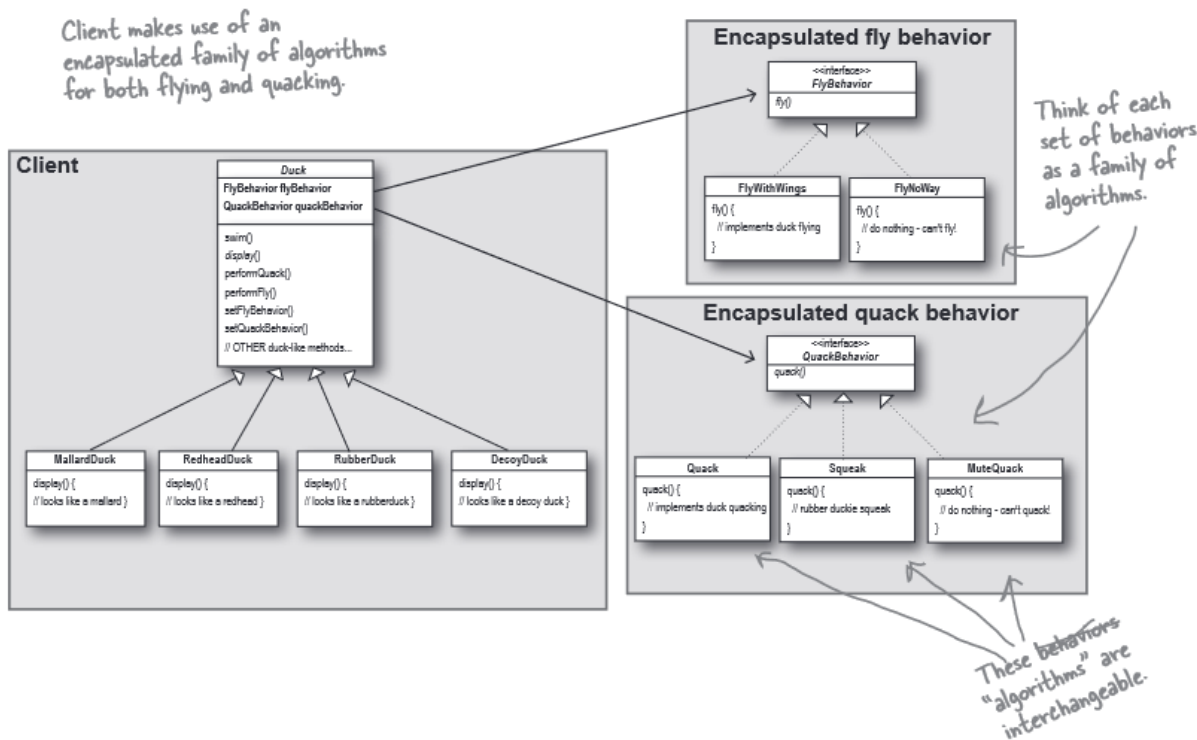 Client makes use of an
encapsulated family of algorithms
for both flying and quacking.
Client
Duck
FlyBehavior flyBehavior
QuackBehavior quackBehavior
swim()
display()
performQuack()
performFly()
setFlyBehavior()
setQuackBehavior()
// OTHER duck-like methods...
MallardDuck
display() {
// looks like a mallard }
RedheadDuck
display() {
// looks like a redhead }
RubberDuck
display() {
// looks like a rubberduck }
DecoyDuck
display() {
// looks like a decoy duck }
Encapsulated fly behavior
<<interface>>
FlyBehavior
fly()
FlyWithWings
fly() {
// implements duck flying
}
FlyNoWay
fly() {
// do nothing - can't fly!
}
Think of each
set of behaviors
as a family of
algorithms.
Encapsulated quack behavior
<<interface>>
QuackBehavior
quack()
Quack
quack() {
// implements duck quacking
}
Squeak
quack() {
// rubber duckie squeak
}
MuteQuack
quack() {
// do nothing - can't quack!
}
These behaviors
“algorithms” are
interchangeable.